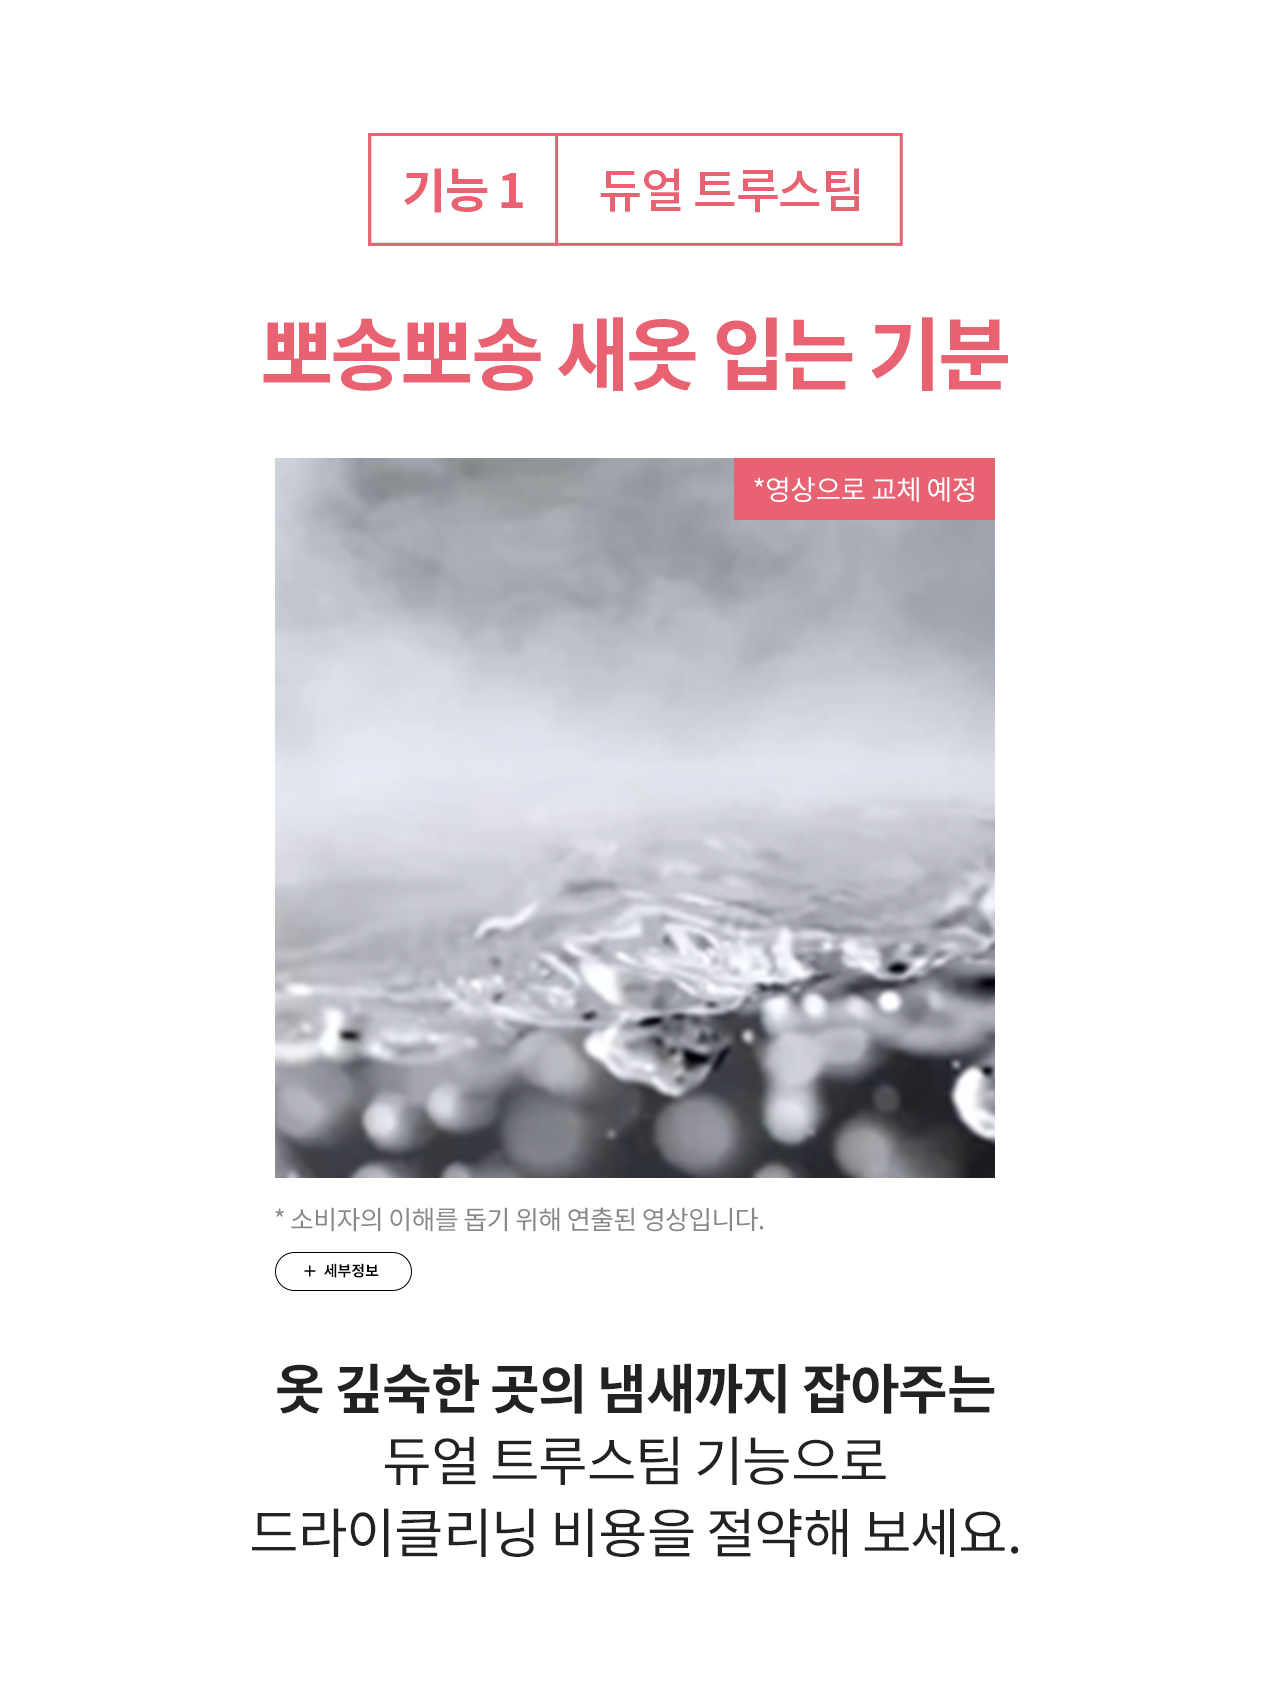 기능 1
듀얼 트루스팀
뽀송뽀송 새옷 입는 기분
*영상으로 교체 예정
* 소비자의 이해를 돕기 위해 연출된 영상입니다.
+ 세부정보
옷 깊숙한 곳의 냄새까지 잡아주는
듀얼 트루스팀 기능으로
드라이클리닝 비용을 절약해 보세요.